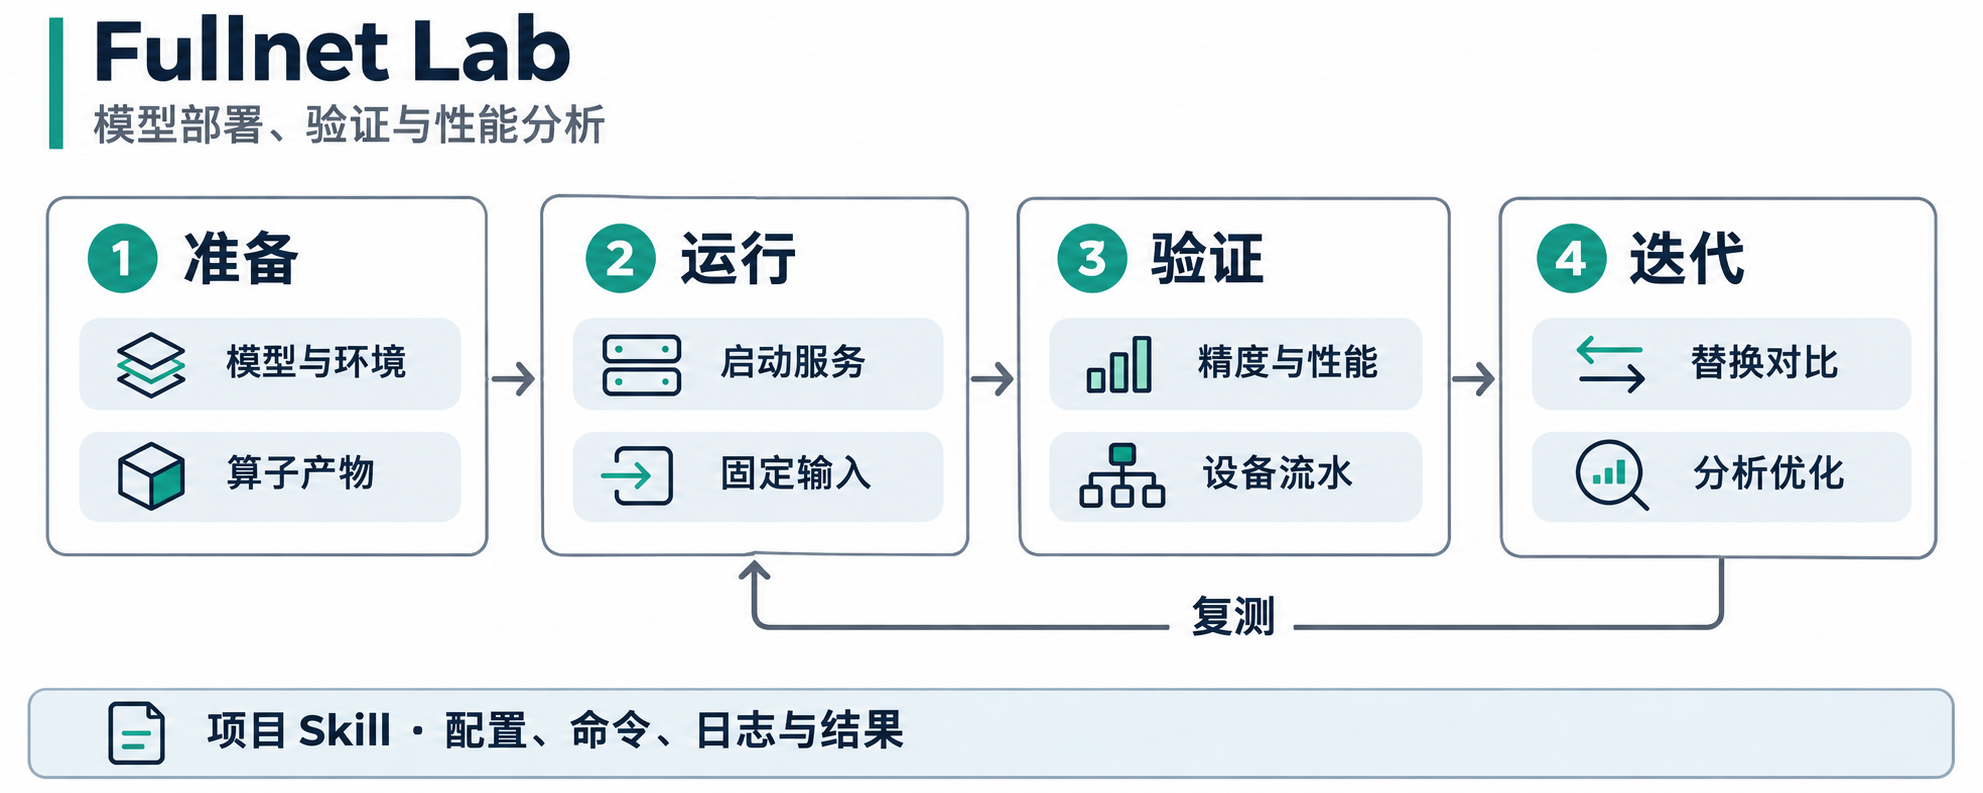 Fullnet Lab
模型部署、验证与性能分析
1 准备
模型与环境
算子产物
2 运行
启动服务
固定输入
3 验证
精度与性能
设备流水
4 迭代
替换对比
分析优化
复测
项目 Skill · 配置、命令、日志与结果